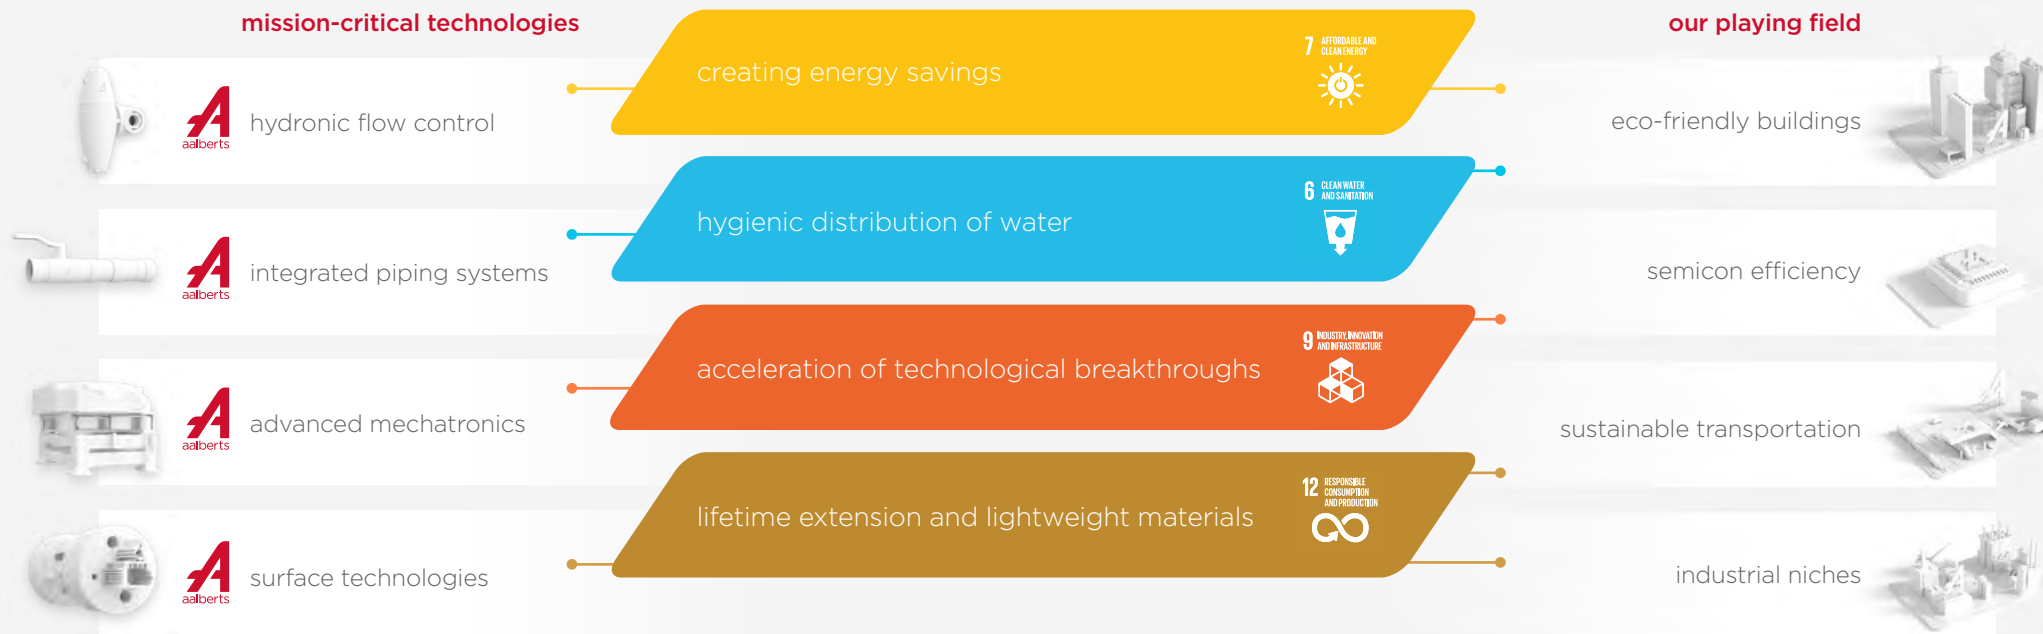 mission-critical technologies
aalberts
hydronic flow control
aalberts
integrated piping systems
aalberts
advanced mechatronics
aalberts
surface technologies
creating energy savings
7 AFFORDABLE AND
CLEAN ENERGY
hygienic distribution of water
6 CLEAN WATER
AND SANITATION
acceleration of technological breakthroughs
9 INDUSTRY, INNOVATION
AND INFRASTRUCTURE
lifetime extension and lightweight materials
12 RESPONSIBLE
CONSUMPTION
AND PRODUCTION
our playing field
eco-friendly buildings
semicon efficiency
sustainable transportation
industrial niches